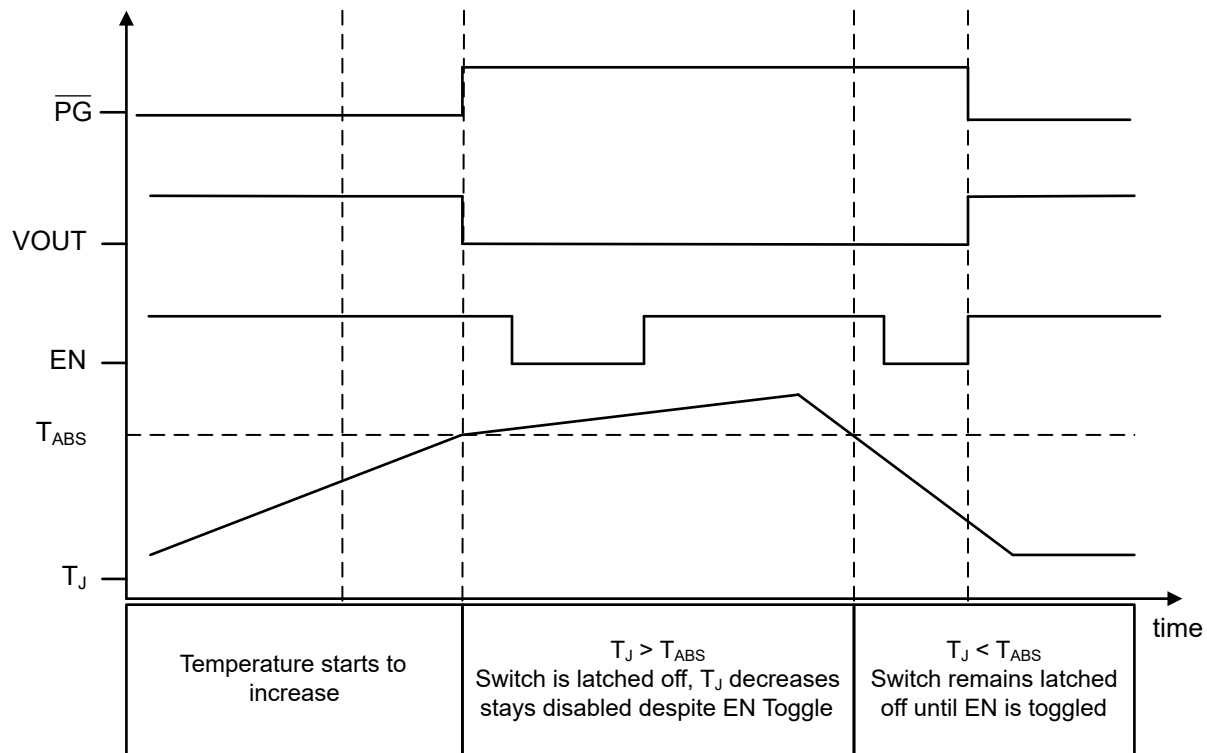 PG
VOUT
EN
TABS
TJ
time
Temperature starts to
increase
TJ > TABS
Switch is latched off, TJ decreases
stays disabled despite EN Toggle
TJ < TABS
Switch remains latched
off until EN is toggled